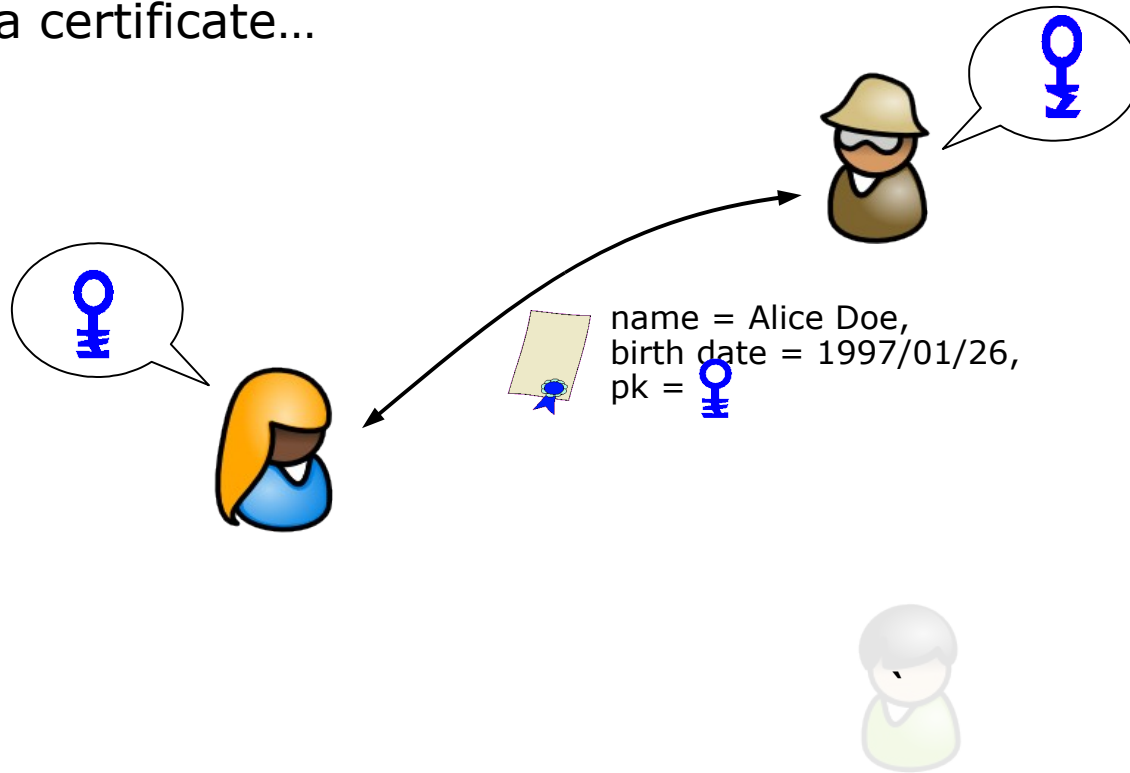 a certificate…
name = Alice Doe,
birth date = 1997/01/26,
pk =